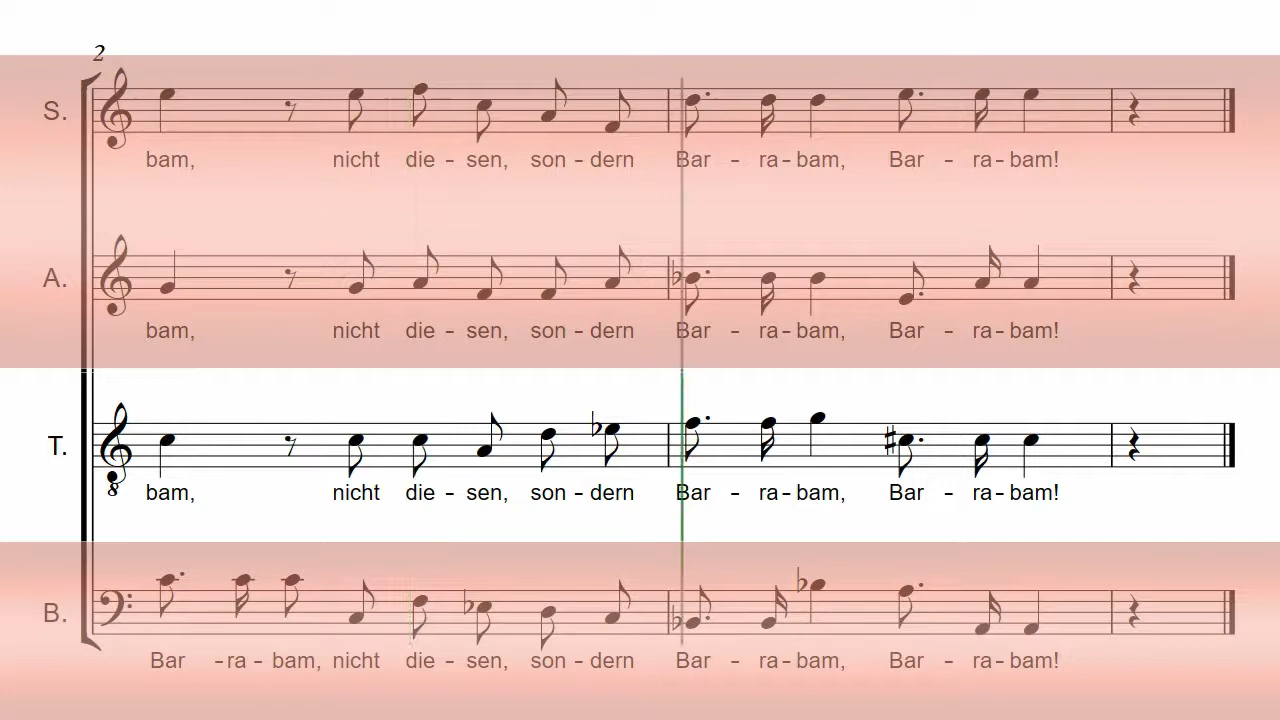 2
S.
bam, nicht die - sen, son - dern Bar - ra - bam, Bar - ra - bam!
A.
bam, nicht die - sen, son - dern Bar - ra - bam, Bar - ra - bam!
T.
8
bam, nicht die - sen, son - dern Bar - ra - bam, Bar - ra - bam!
B.
Bar - ra - bam, nicht die - sen, son - dern Bar - ra - bam, Bar - ra - bam!